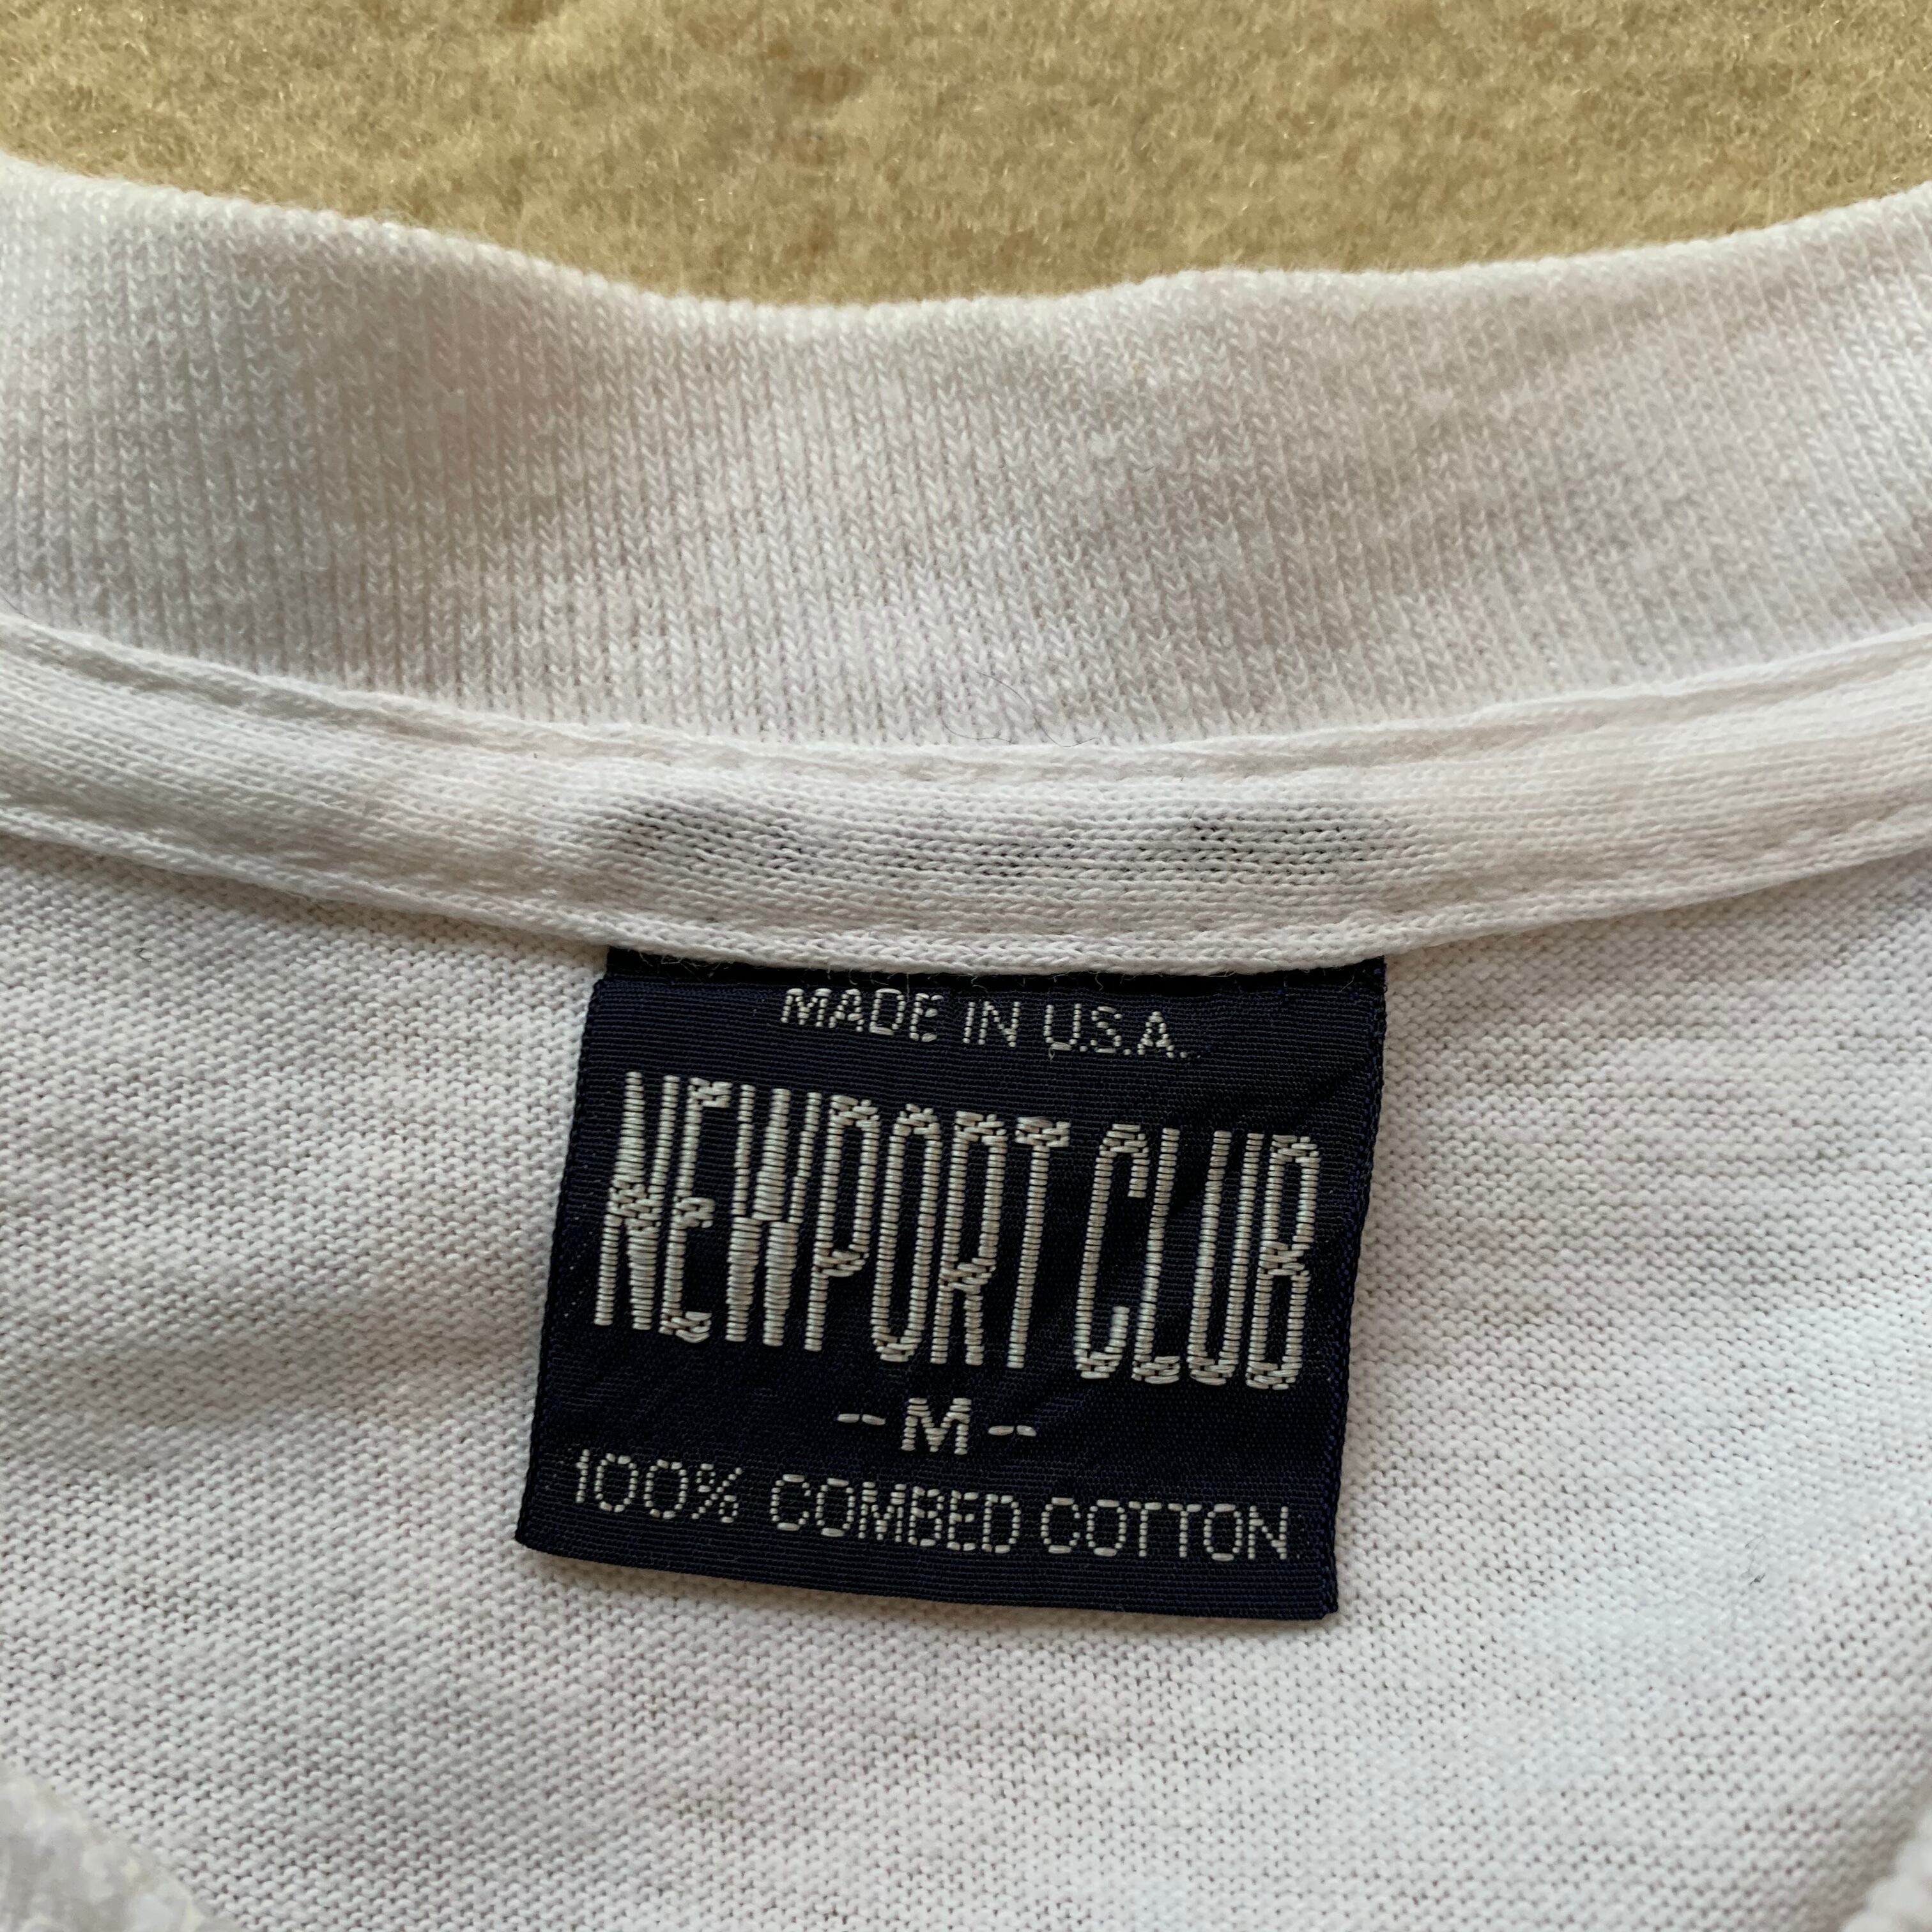 MADE IN U.S.A.
NEWPORT CLUB
-M-
100% COMBED COTTON